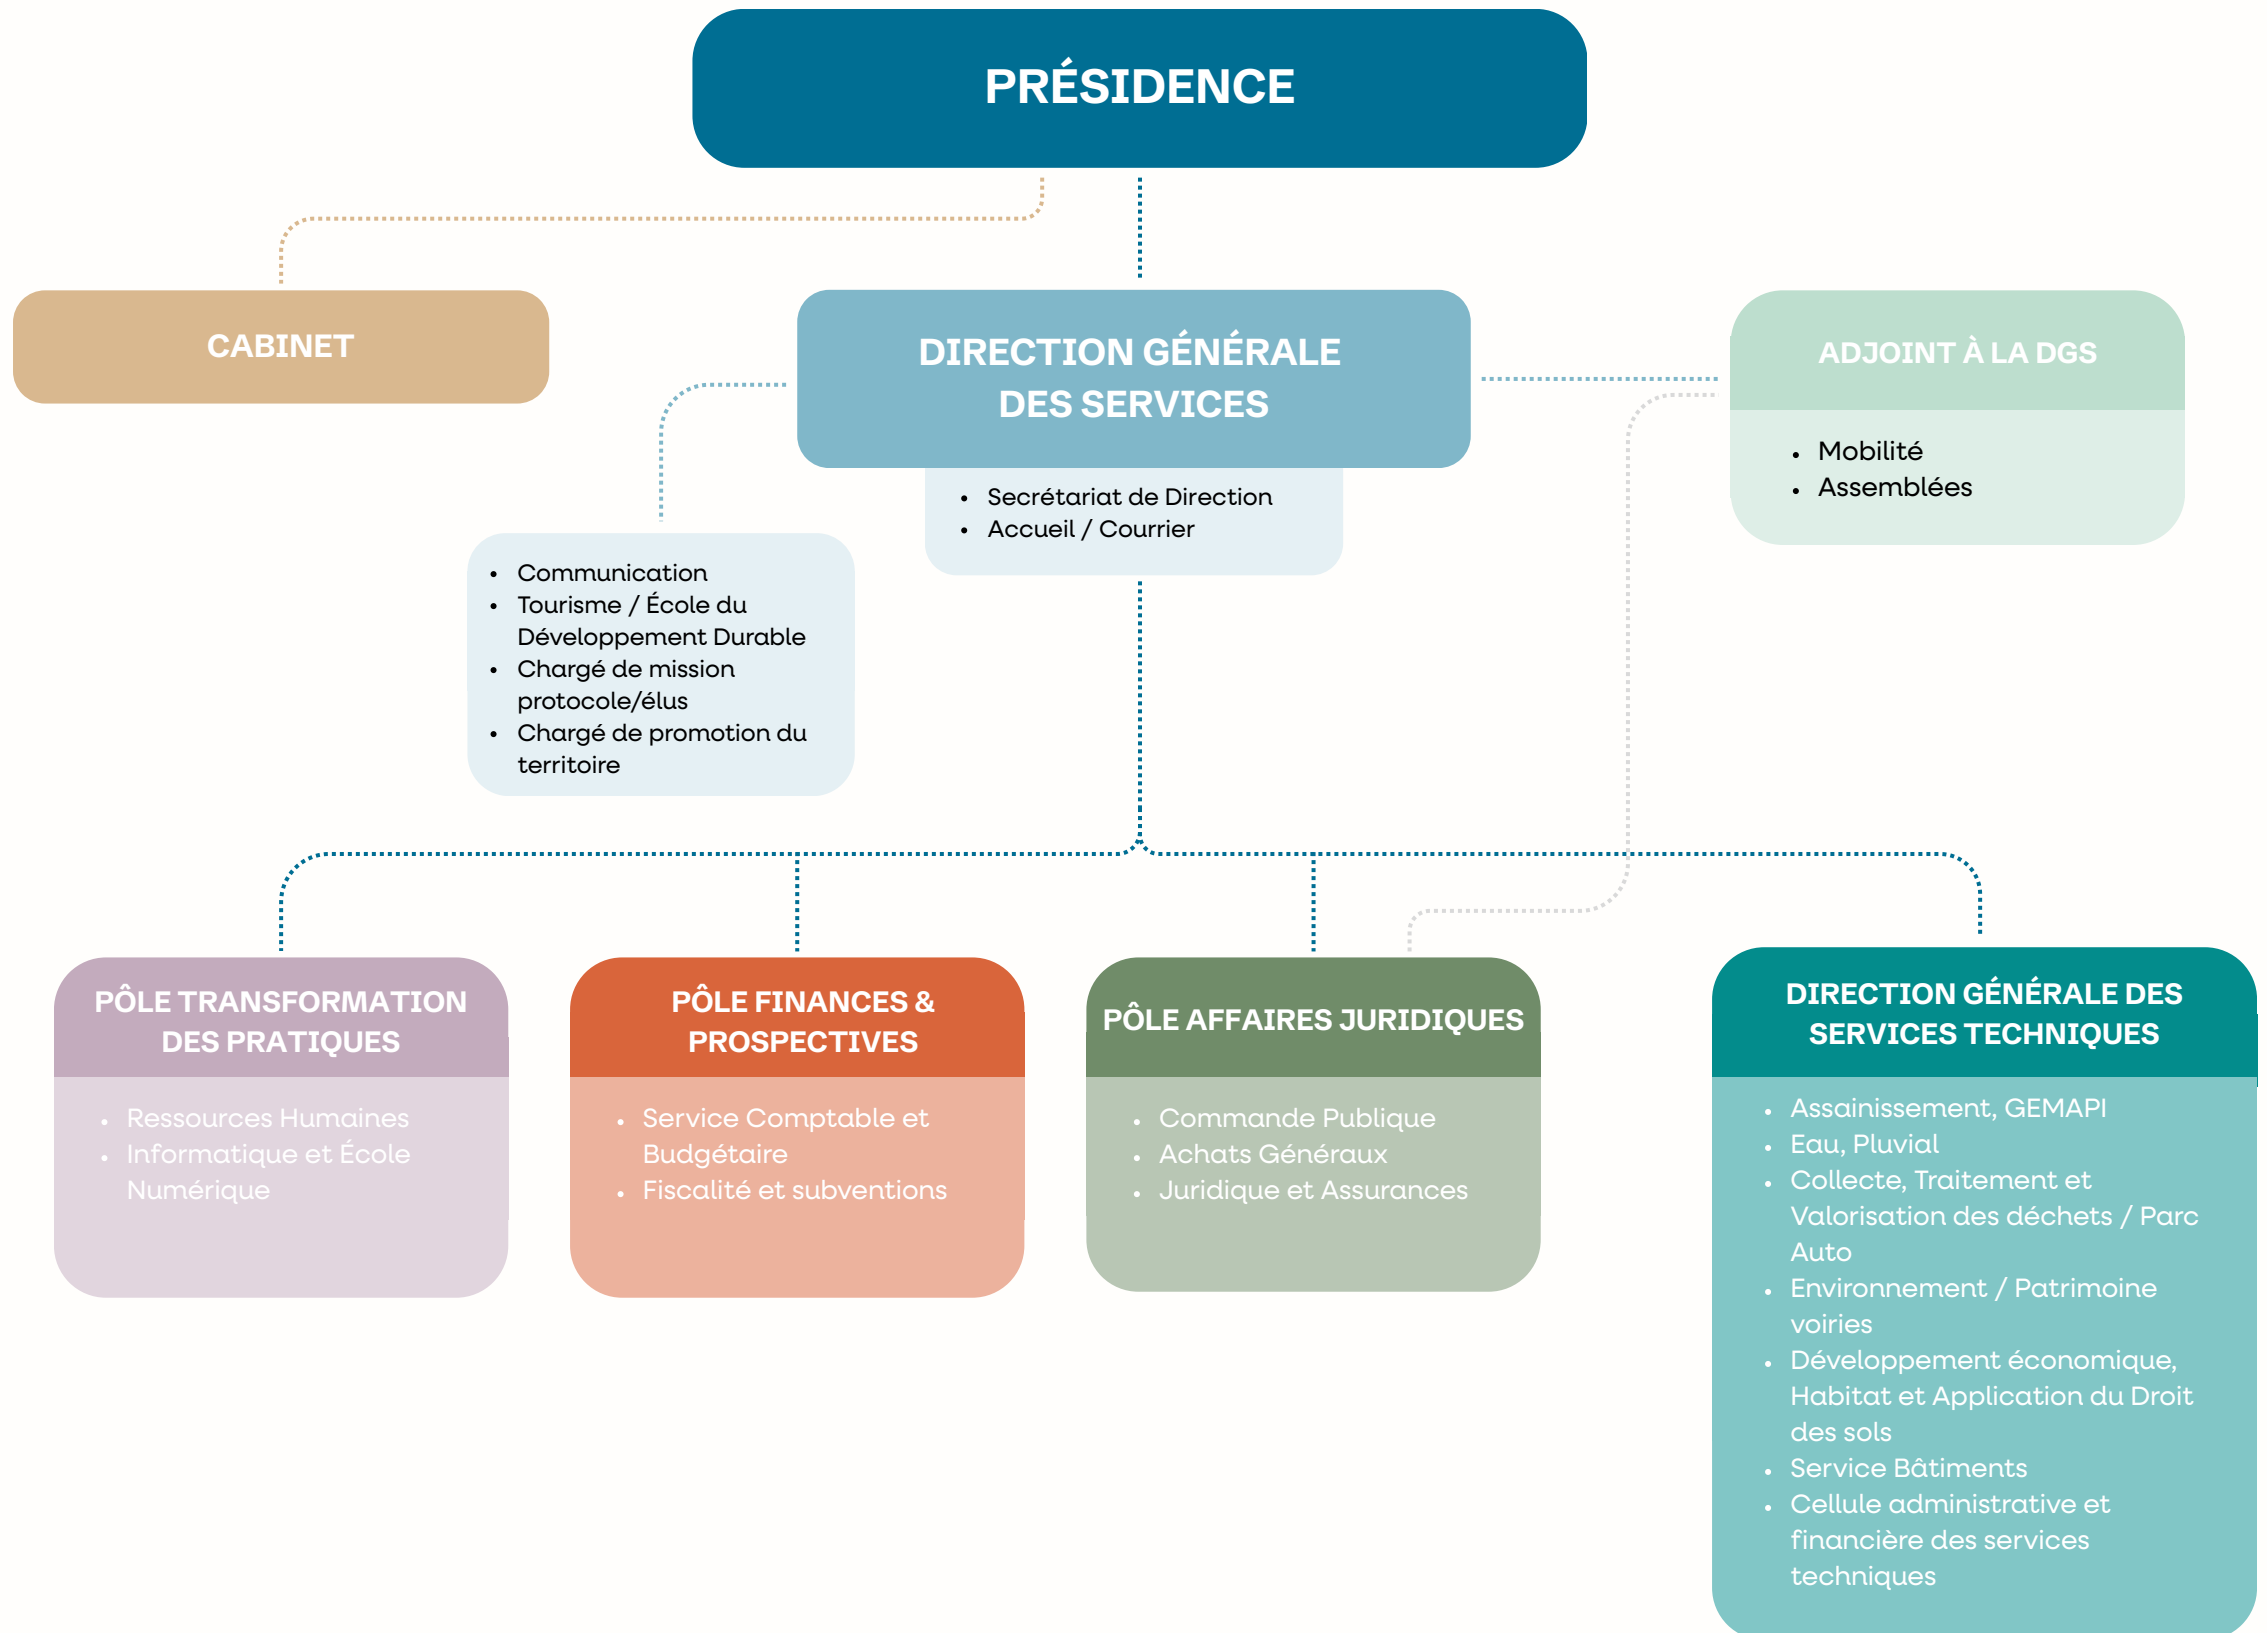 PRÉSIDENCE
CABINET
DIRECTION GÉNÉRALE
DES SERVICES
• Secrétariat de Direction
• Accueil / Courrier
ADJOINT À LA DGS
• Mobilité
• Assemblées
• Communication
• Tourisme / École du
Développement Durable
• Chargé de mission
protocole/élus
• Chargé de promotion du
territoire
PÔLE TRANSFORMATION
DES PRATIQUES
• Ressources Humaines
• Informatique et École
Numérique
PÔLE FINANCES &
PROSPECTIVES
• Service Comptable et
Budgétaire
• Fiscalité et subventions
PÔLE AFFAIRES JURIDIQUES
• Commande Publique
• Achats Généraux
• Juridique et Assurances
DIRECTION GÉNÉRALE DES
SERVICES TECHNIQUES
• Assainissement, GEMAPI
• Eau, Pluvial
• Collecte, Traitement et
Valorisation des déchets / Parc
Auto
• Environnement / Patrimoine
voiries
• Développement économique,
Habitat et Application du Droit
des sols
• Service Bâtiments
• Cellule administrative et
financière des services
techniques